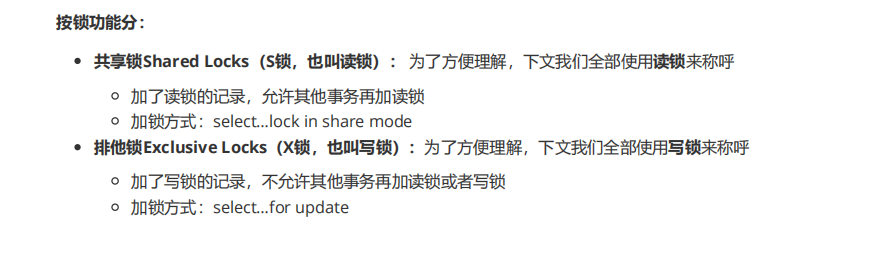 按锁功能分：
共享锁Shared Locks（S锁，也叫读锁）：为了方便理解，下文我们全部使用读锁来称呼
加了读锁的记录，允许其他事务再加读锁
加锁方式：select…lock in share mode
排他锁Exclusive Locks（X锁，也叫写锁）：为了方便理解，下文我们全部使用写锁来称呼
加了写锁的记录，不允许其他事务再加读锁或者写锁
加锁方式：select…for update